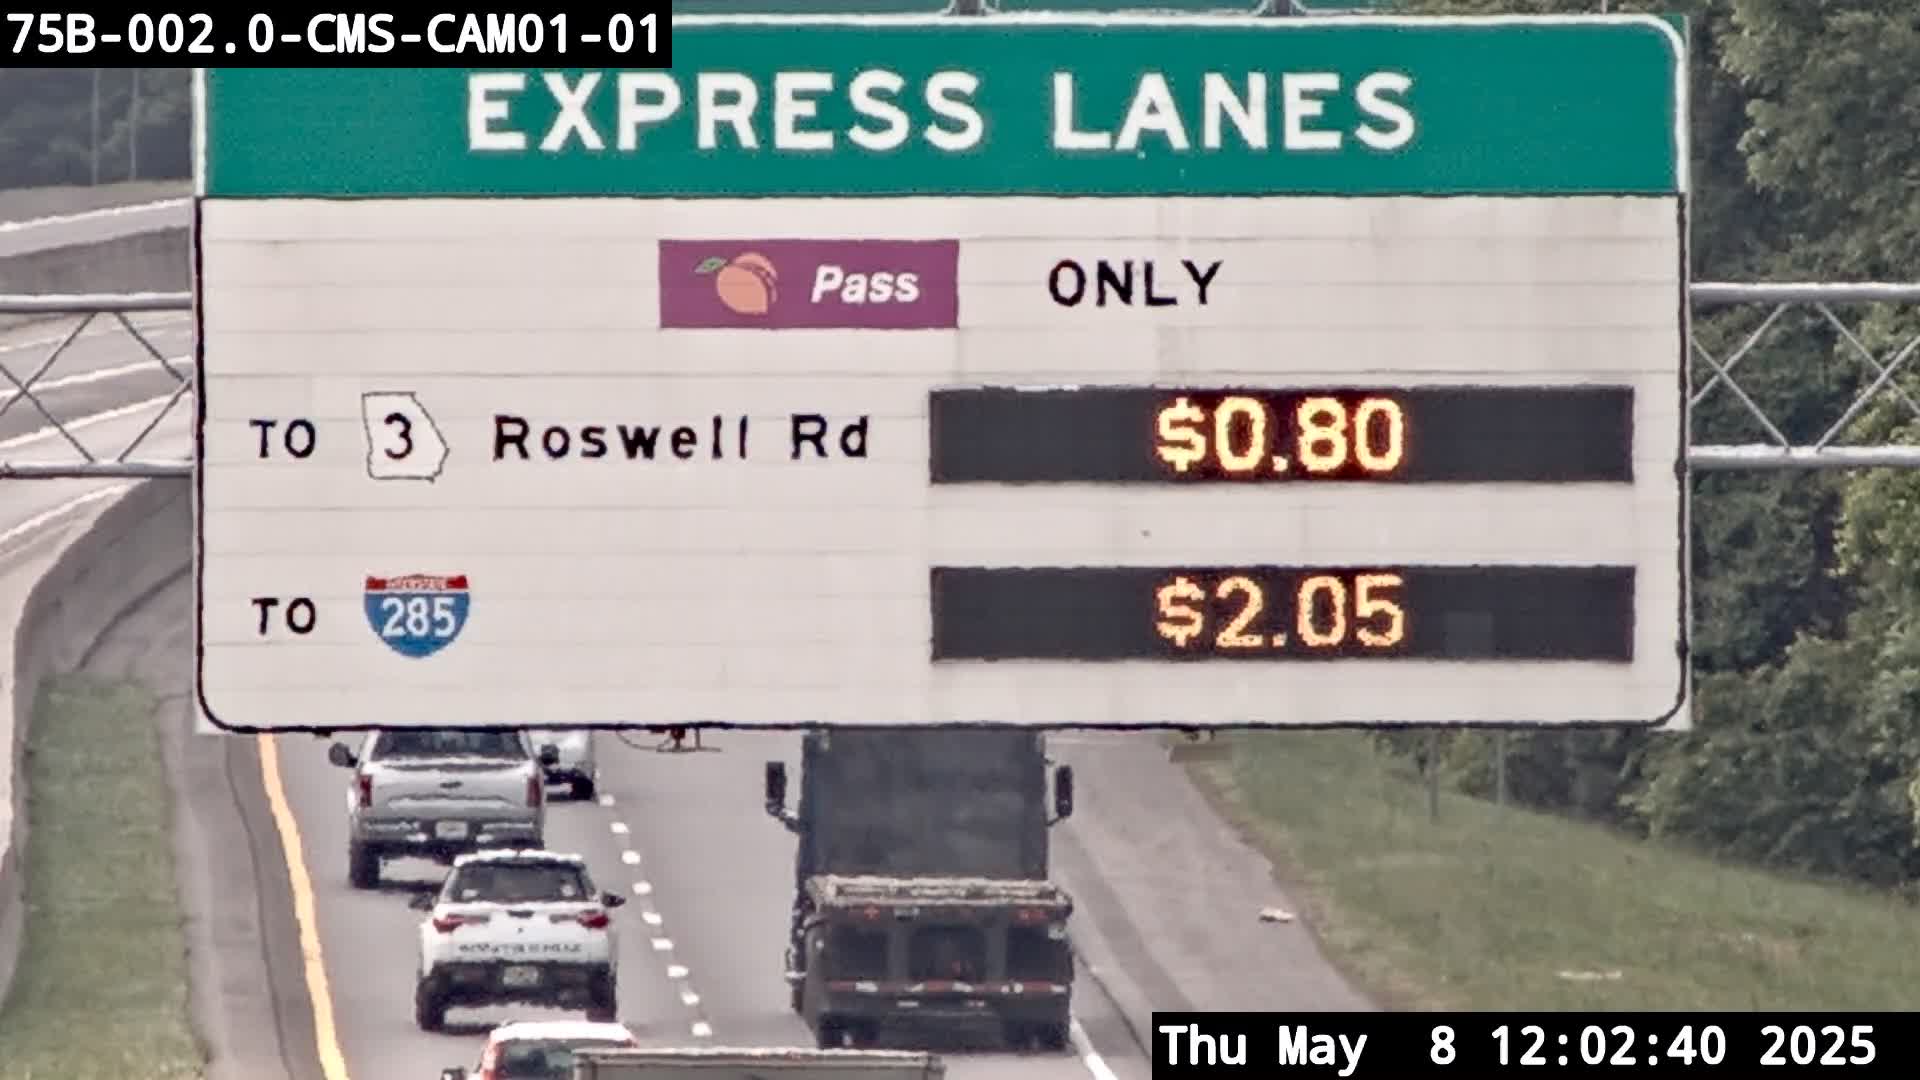 75B-002.0-CMS-CAM01-01
EXPRESS LANES
Pass ONLY
TO 3 Roswell Rd $0.80
INTERSTATE
TO 285 $2.05
Thu May 8 12:02:40 2025